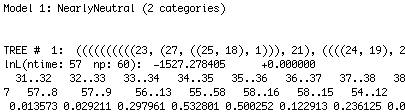 Model 1: NearlyNeutral (2 categories)
TREE #  1:  ((((((((((23, (27, ((25, 18), 1))), 21), ((((24, 19), 2
lnL(ntime: 57  np: 60):  -1527.278405      +0.000000
31..32     32..33     33..34     34..35     35..36     36..37     37..38     38
7     57..8     57..9     56..13     55..58     58..16     58..15     54..12
0.013573 0.029211 0.297961 0.532801 0.500252 0.122913 0.236125 0